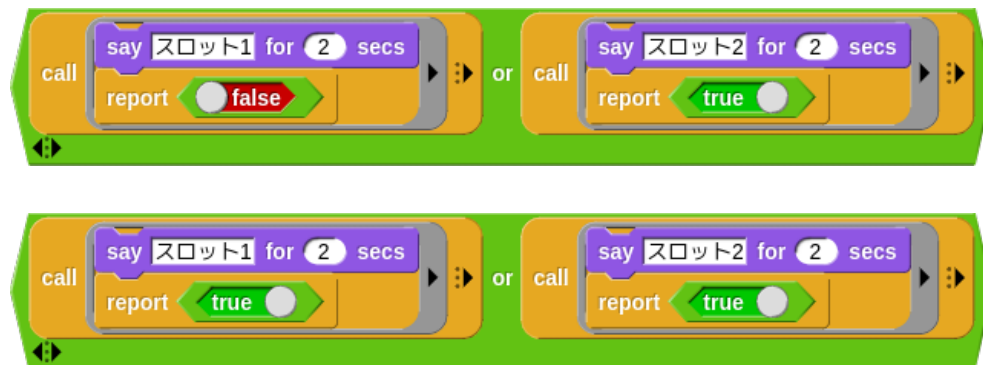 say スロット1 for 2 secs say スロット2 for 2 secs
call or call
report false report true
say スロット1 for 2 secs say スロット2 for 2 secs
call or call
report true report true